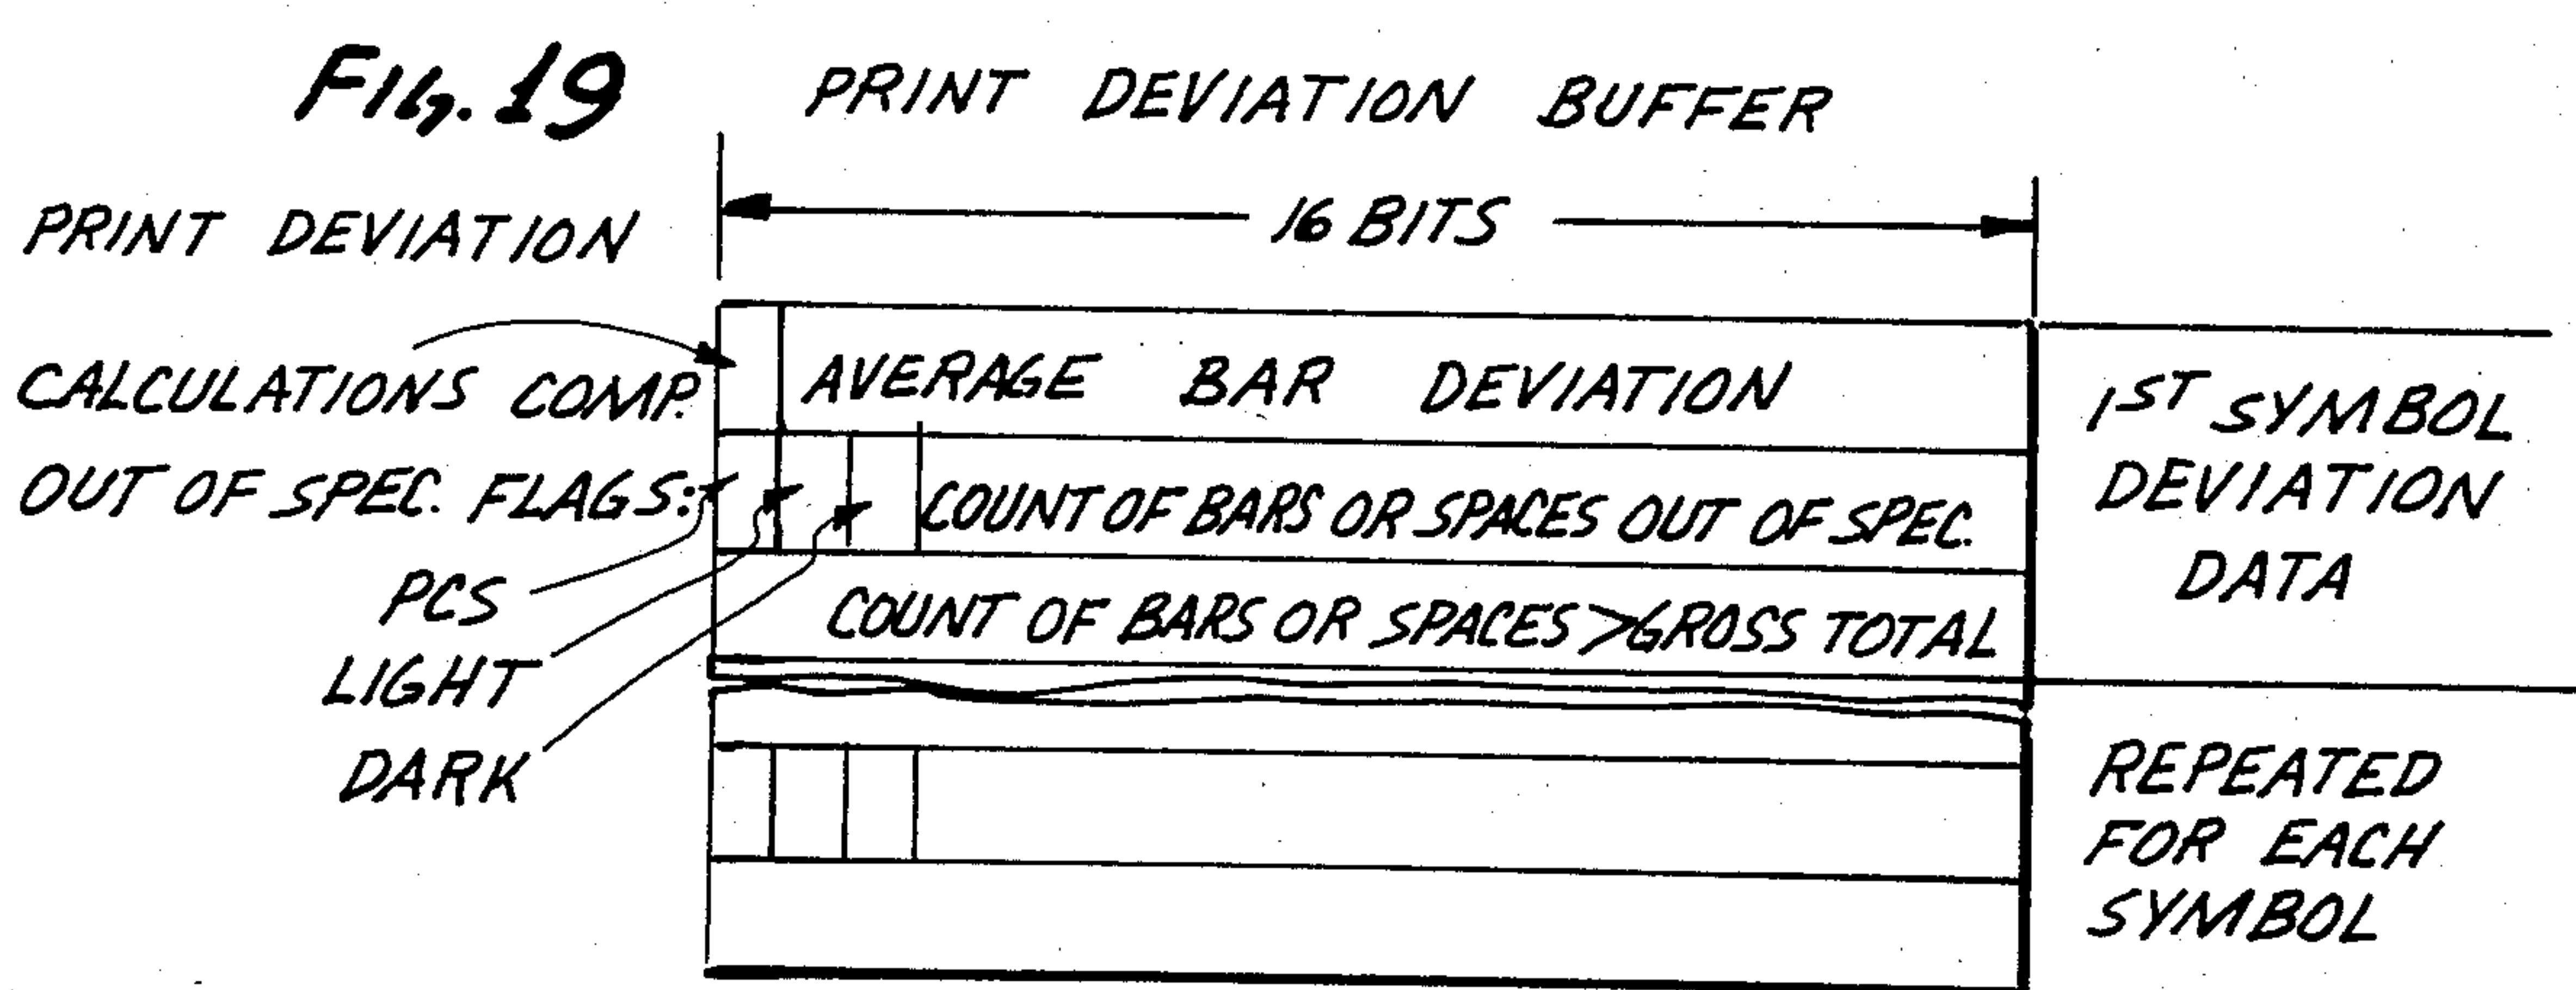 FIG. 19
PRINT DEVIATION BUFFER
16 BITS
PRINT DEVIATION
CALCULATIONS COMP.
OUT OF SPEC. FLAGS:
PCS
LIGHT
DARK
AVERAGE BAR DEVIATION
COUNT OF BARS OR SPACES OUT OF SPEC.
COUNT OF BARS OR SPACES>GROSS TOTAL
1ST SYMBOL
DEVIATION
DATA
REPEATED
FOR EACH
SYMBOL